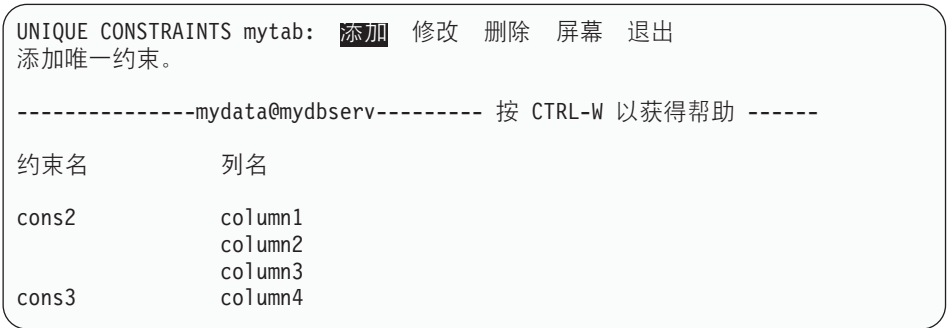 UNIQUE CONSTRAINTS mytab: 添加 修改 删除 屏幕 退出
添加唯一约束。
---------------mydata@mydbserv--------- 按 CTRL-W 以获得帮助 ------
约束名 列名
cons2 column1
column2
column3
cons3 column4